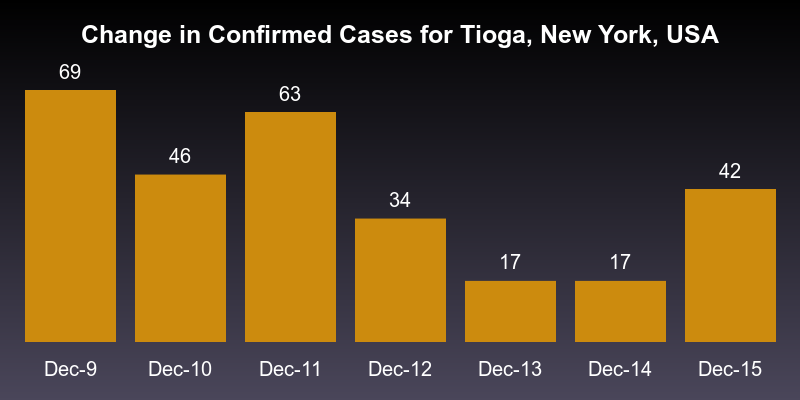 Change in Confirmed Cases for Tioga, New York, USA
69
46
63
34
17
17
42
Dec-9
Dec-10
Dec-11
Dec-12
Dec-13
Dec-14
Dec-15